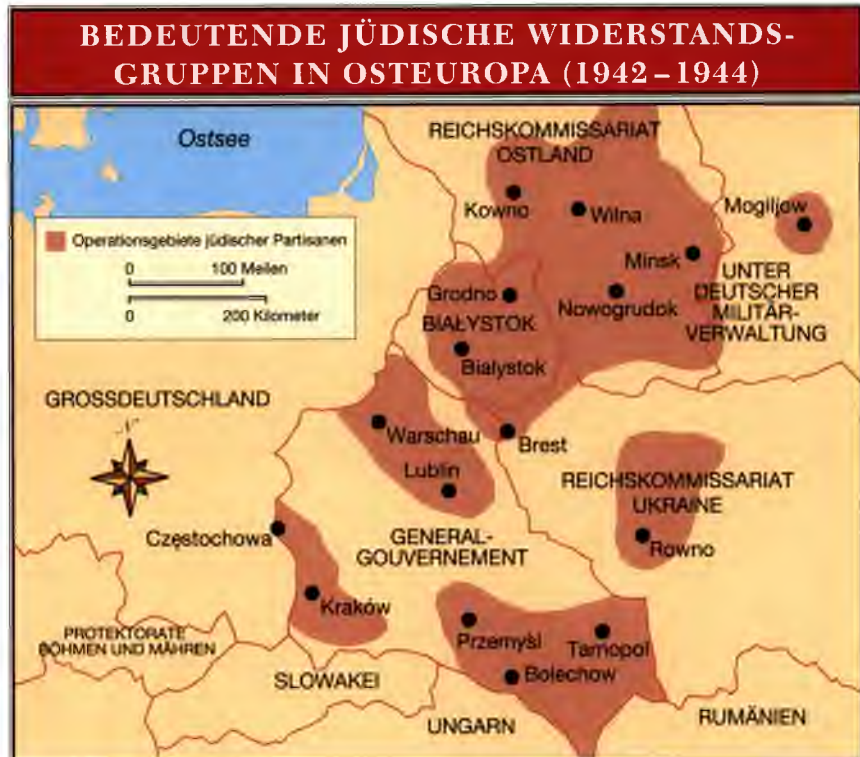 BEDEUTENDE JÜDISCHE WIDERSTANDS-
GRUPPEN IN OSTEUROPA (1942–1944)
Ostsee
REICHSKOMMISSARIAT
OSTLAND
Kowno
Wilna
Mogiljow
Operationsgebiete jüdischer Partisanen
0 100 Meilen
0 200 Kilometer
Minsk
UNTER
DEUTSCHER
MILITÄR-
VERWALTUNG
Grodno
Nowogrudok
BIAŁYSTOK
Białystok
GROSSDEUTSCHLAND
N
Warschau
Brest
Lublin
REICHSKOMMISSARIAT
UKRAINE
Częstochowa
GENERAL-
GOUVERNEMENT
Rowno
Kraków
PROTEKTORATE
BÖHMEN UND MÄHREN
Przemyśl
Tarnopol
SLOWAKEI
Bolechow
UNGARN
RUMÄNIEN